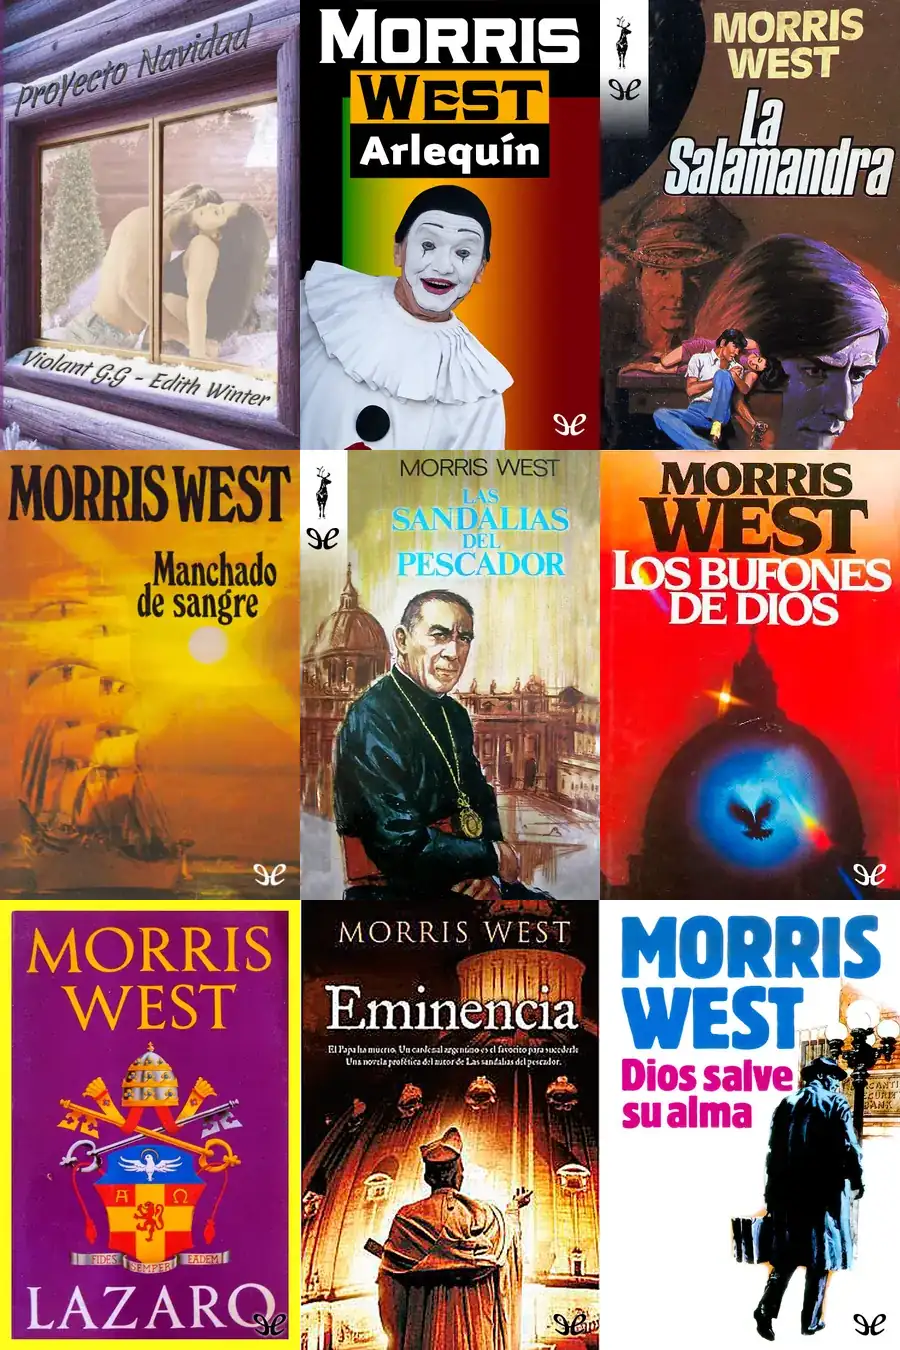 Proyecto Navidad
Violant G.G - Edith Winter
MORRIS
WEST
Arlequín
MORRIS
WEST
La
Salamandra
MORRIS WEST
Manchado
de sangre
MORRIS WEST
LAS
SANDALIAS
DEL
PESCADOR
MORRIS
WEST
LOS BUFONES
DE DIOS
MORRIS
WEST
A Ω
FIDES SEMPER EADEM
LAZARO
MORRIS WEST
Eminencia
El Papa ha muerto. Un cardenal argentino es el favorito para sucederle
Una novela profética del autor de Las sandalias del pescador.
MORRIS
WEST
Dios salve
su alma
BANK